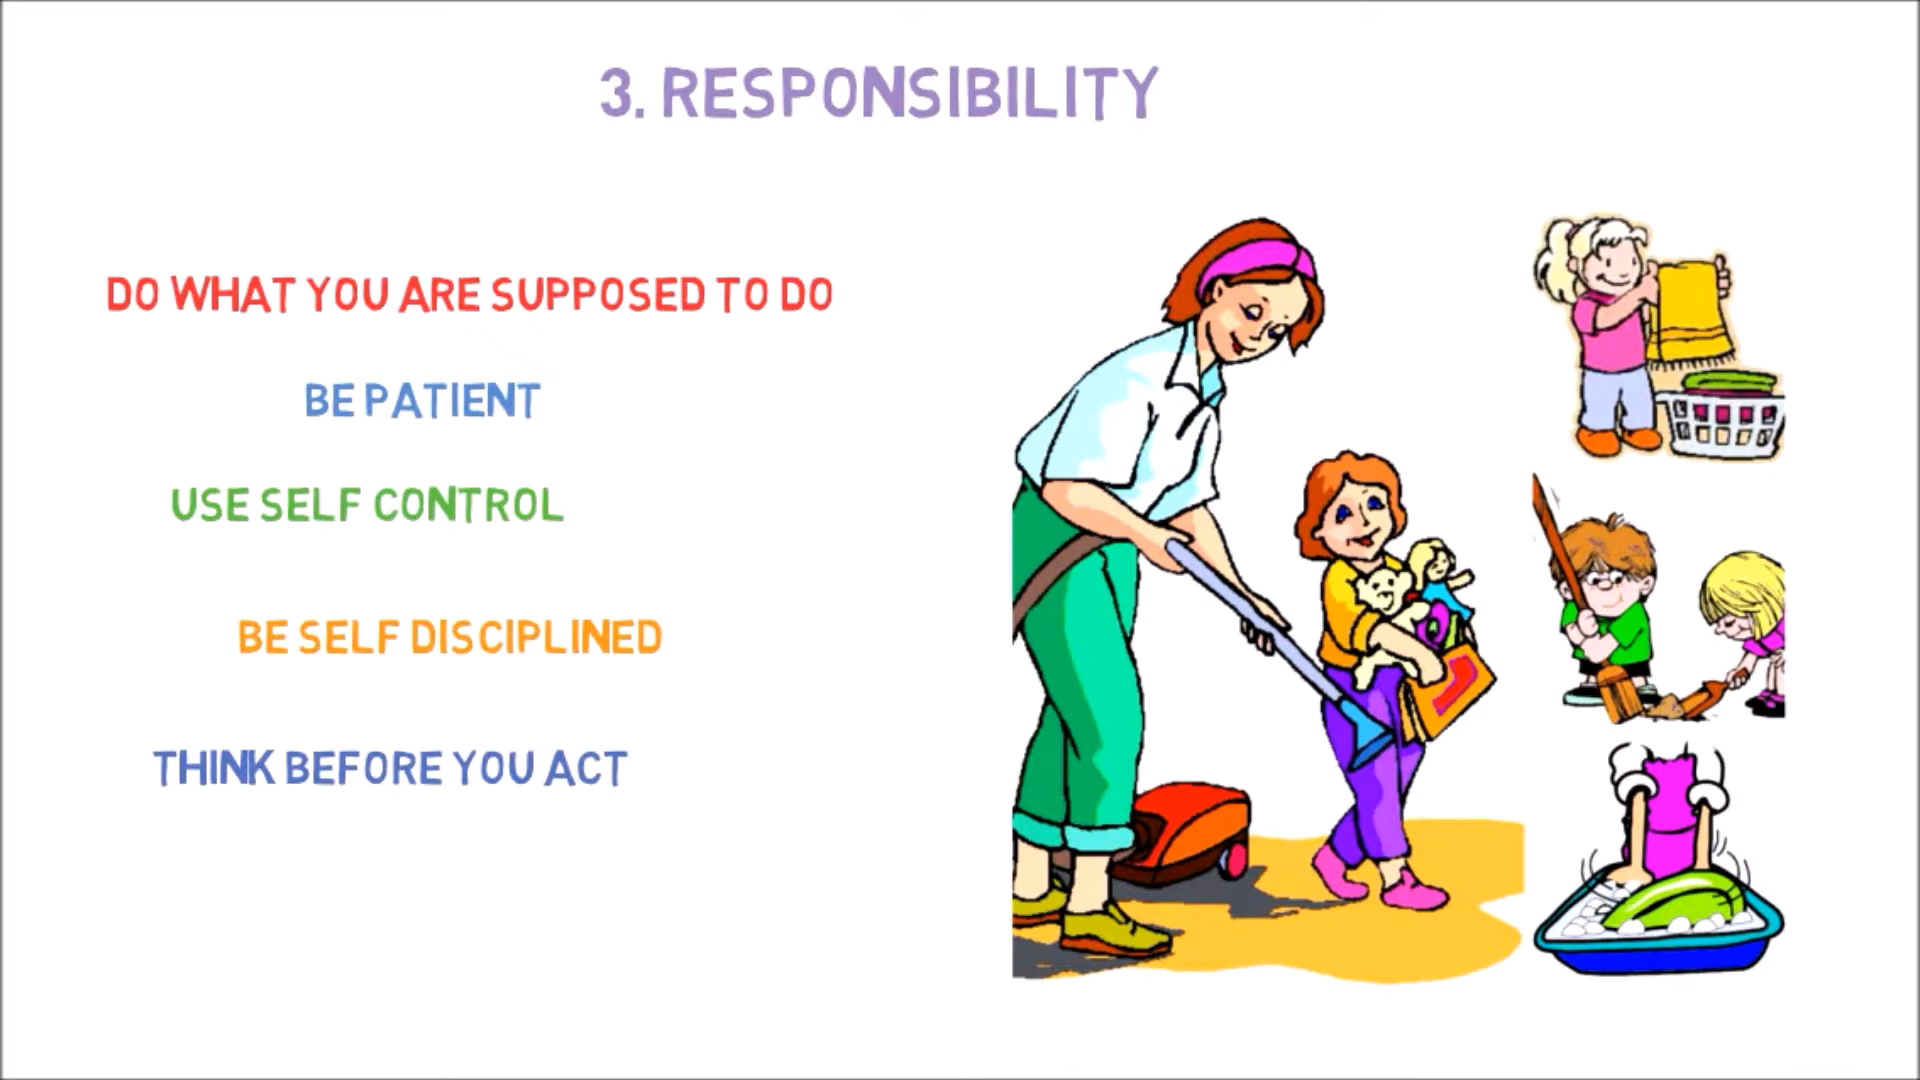 3. RESPONSIBILITY
DO WHAT YOU ARE SUPPOSED TO DO
BE PATIENT
USE SELF CONTROL
BE SELF DISCIPLINED
THINK BEFORE YOU ACT